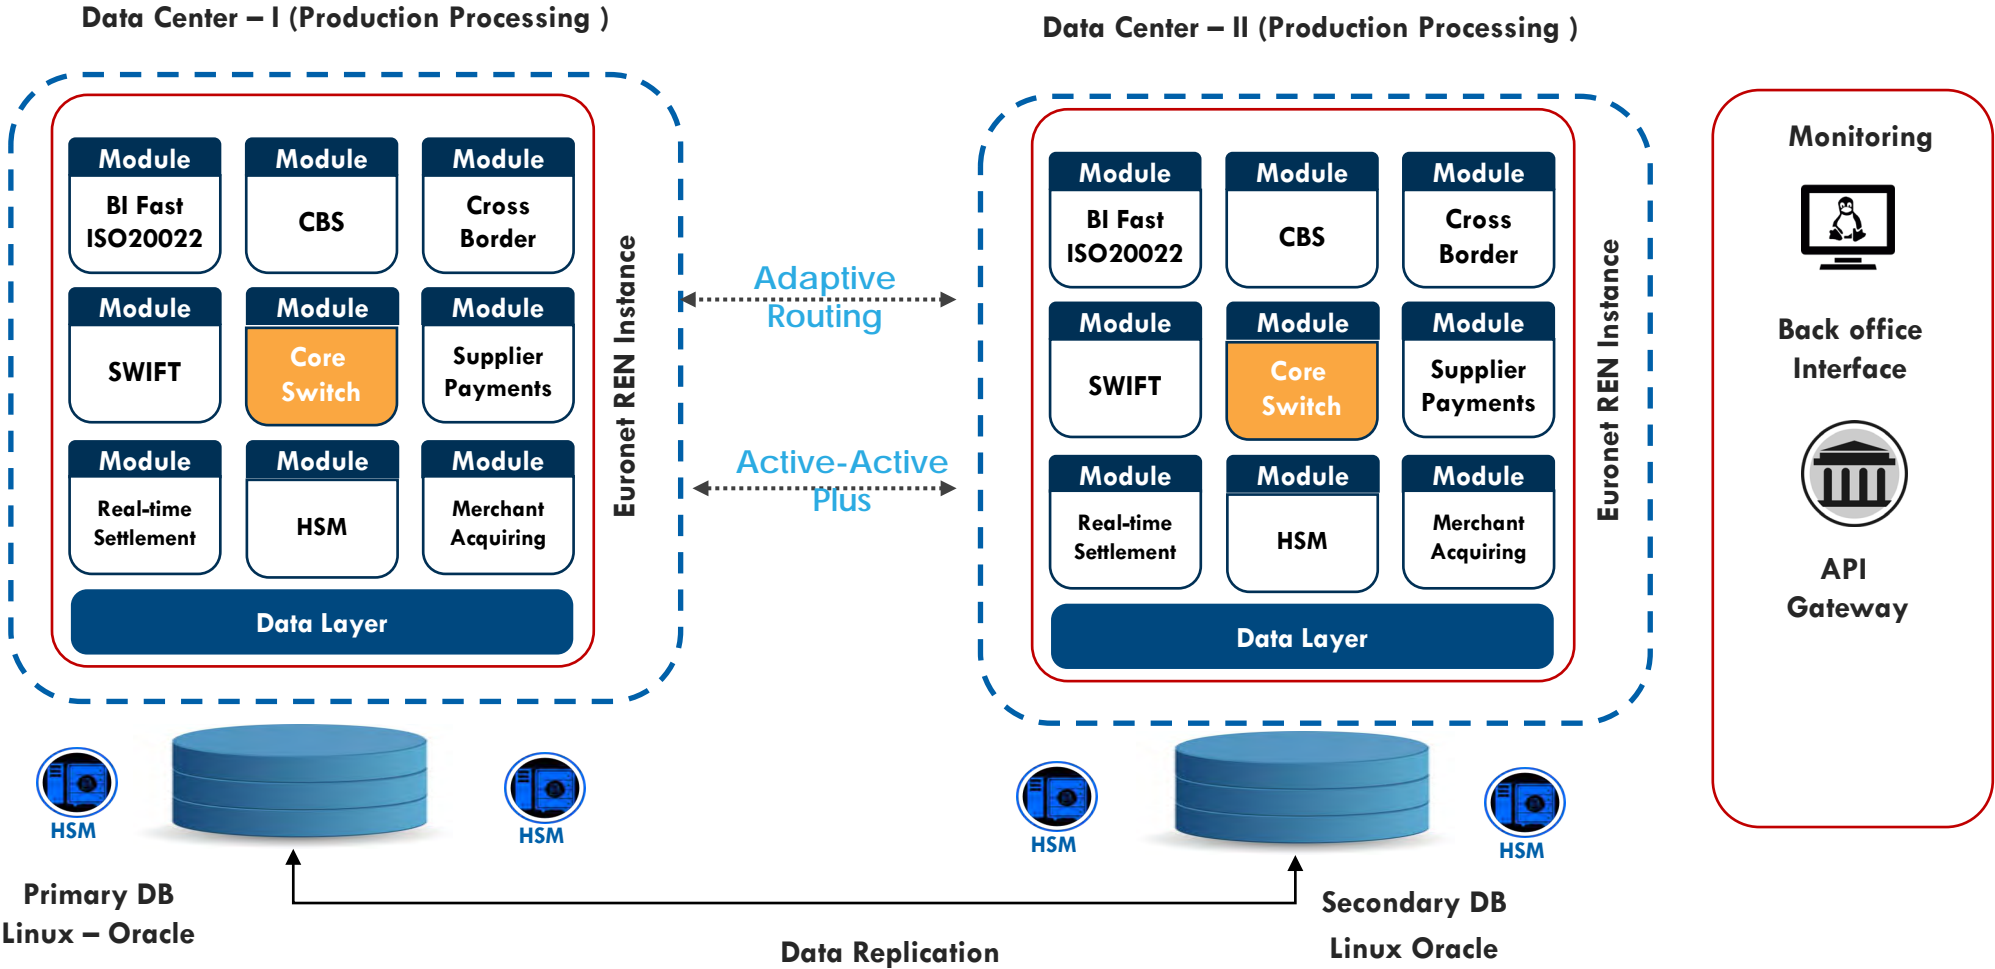 Data Center – I (Production Processing )
Module
BI Fast
ISO20022
Module
CBS
Module
Cross
Border
Module
SWIFT
Module
Core
Switch
Module
Supplier
Payments
Module
Real-time
Settlement
Module
HSM
Module
Merchant
Acquiring
Data Layer
Euronet REN Instance
HSM
HSM
Primary DB
Linux – Oracle
Adaptive
Routing
Active-Active
Plus
Data Replication
Data Center – II (Production Processing )
Module
BI Fast
ISO20022
Module
CBS
Module
Cross
Border
Module
SWIFT
Module
Core
Switch
Module
Supplier
Payments
Module
Real-time
Settlement
Module
HSM
Module
Merchant
Acquiring
Data Layer
Euronet REN Instance
HSM
HSM
Secondary DB
Linux Oracle
Monitoring
Back office
Interface
API
Gateway